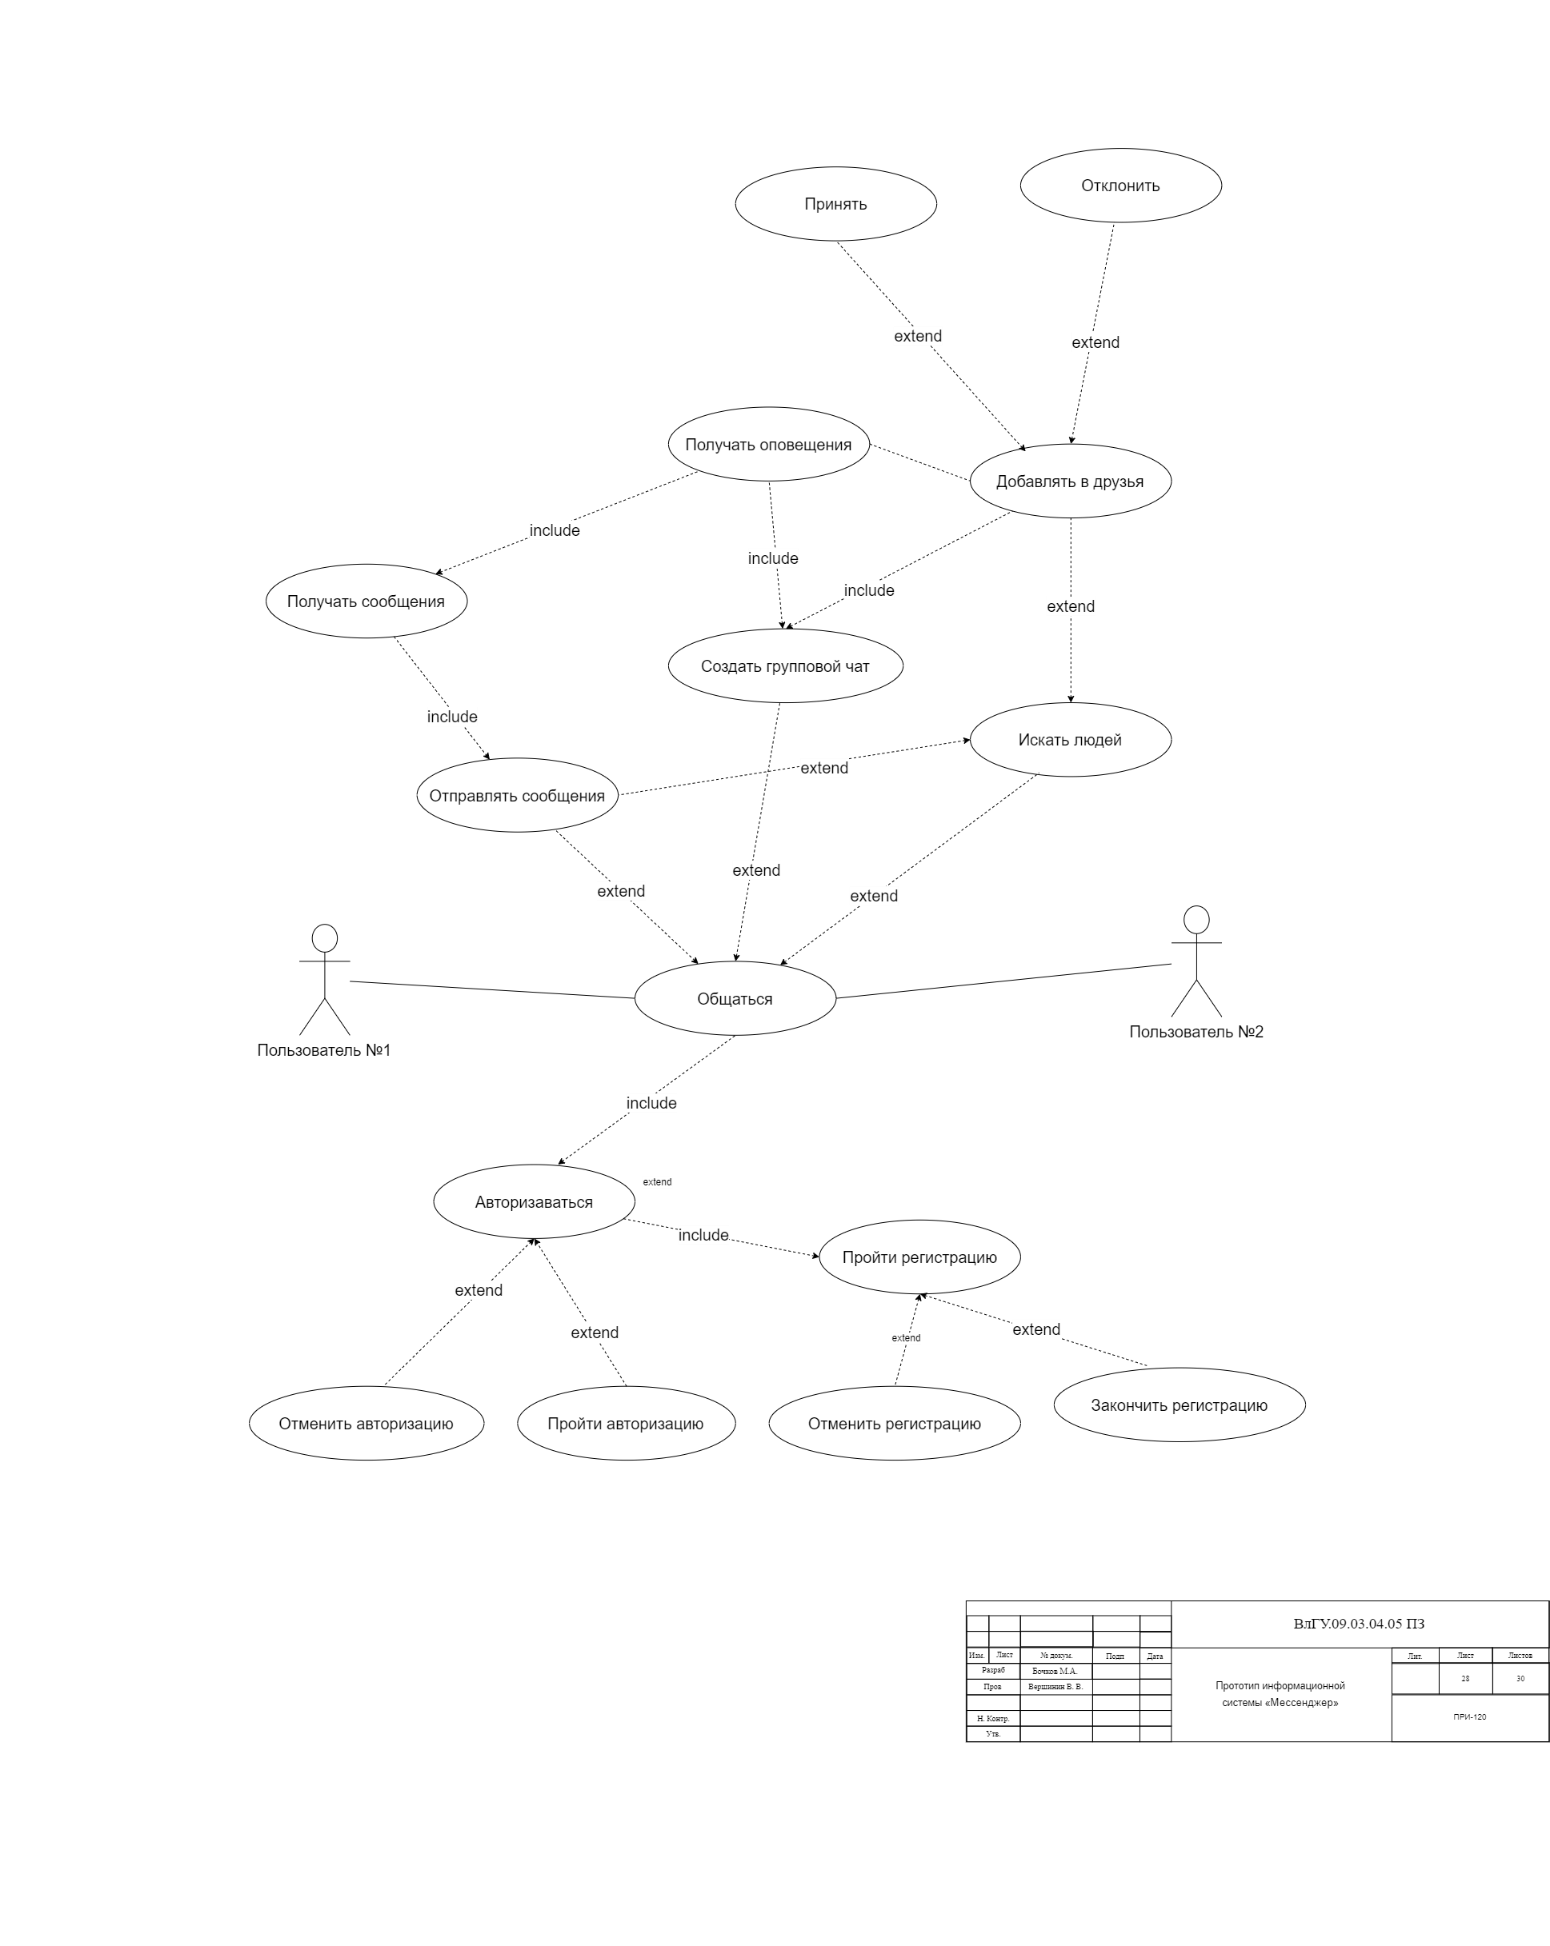 Отклонить
Принять
extend
extend
Получать оповещения
Добавлять в друзья
include
include
include
extend
Получать сообщения
Создать групповой чат
include
Искать людей
extend
Отправлять сообщения
extend
extend
extend
Общаться
Пользователь №1
Пользователь №2
include
extend
Авторизаваться
include
Пройти регистрацию
extend
extend
extend
extend
Отменить авторизацию
Пройти авторизацию
Отменить регистрацию
Закончить регистрацию
ВлГУ.09.03.04.05 ПЗ
Изм. Лист № докум. Подп Дата
Лит. Лист Листов
Разраб Бочков М.А.
Пров Вершинин В. В.
28 30
Прототип информационной
системы «Мессенджер»
ПРИ-120
Н. Контр.
Утв.